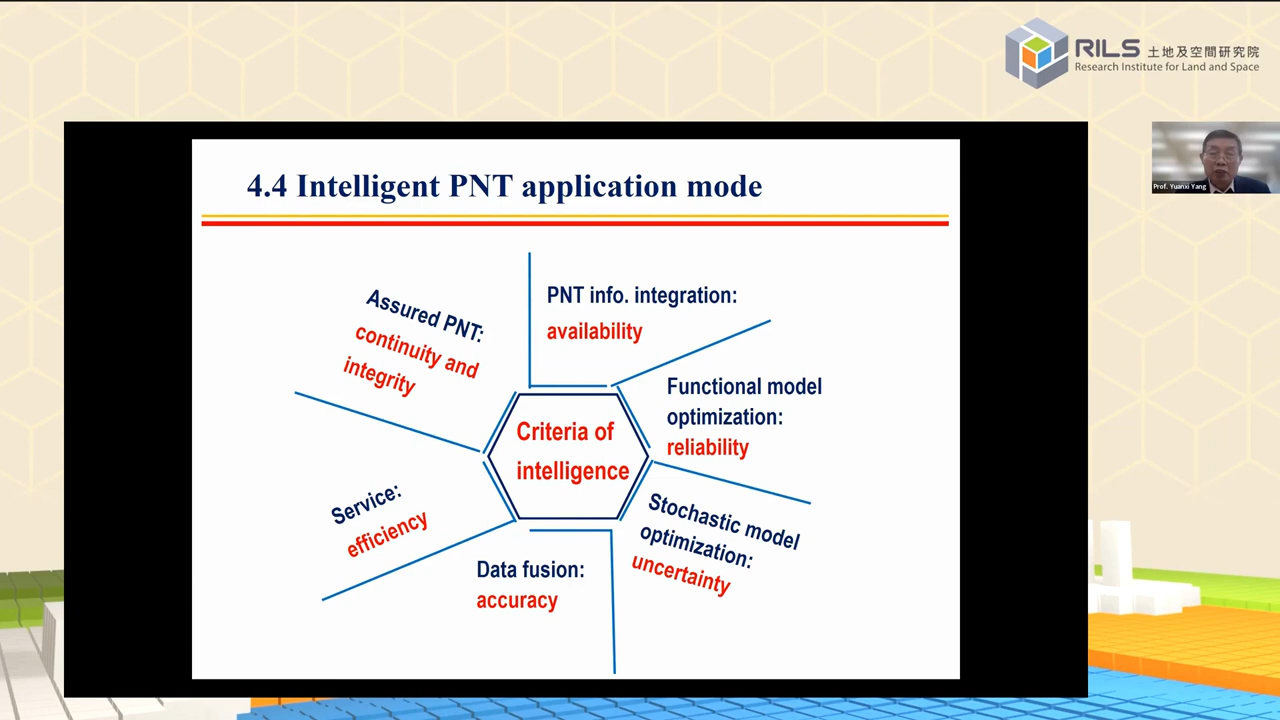 RILS 土地及空間研究院
Research Institute for Land and Space
Prof. Yuanxi Yang
4.4 Intelligent PNT application mode
PNT info. integration:
availability
Functional model
optimization:
reliability
Stochastic model
optimization:
uncertainty
Data fusion:
accuracy
Service:
efficiency
Assured PNT:
continuity and
integrity
Criteria of
intelligence